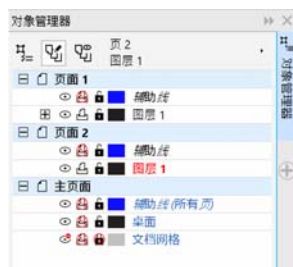 对象管理器
页 2
图层 1
对象管理器
页面 1
辅助线
图层 1
页面 2
辅助线
图层 1
主页面
辅助线(所有页)
桌面
文档网格